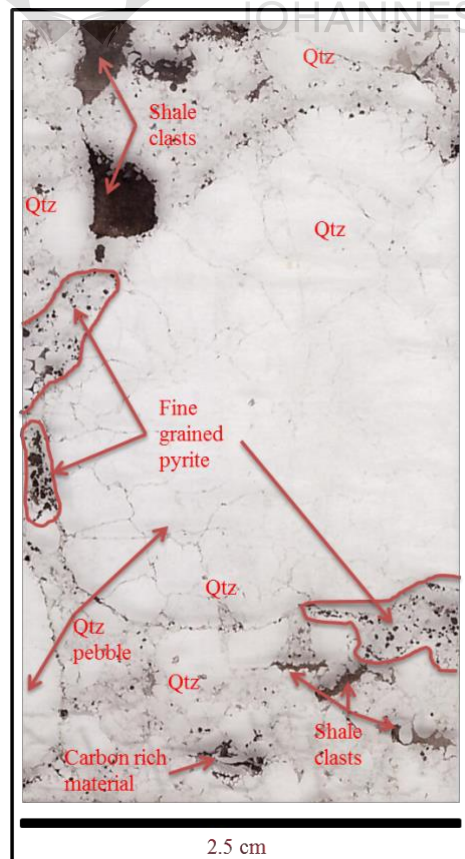 JOHANNES
Qtz
Shale
clasts
Qtz
Qtz
Fine
grained
pyrite
Qtz
Qtz
pebble
Qtz
Shale
clasts
Carbon rich
material
2.5 cm